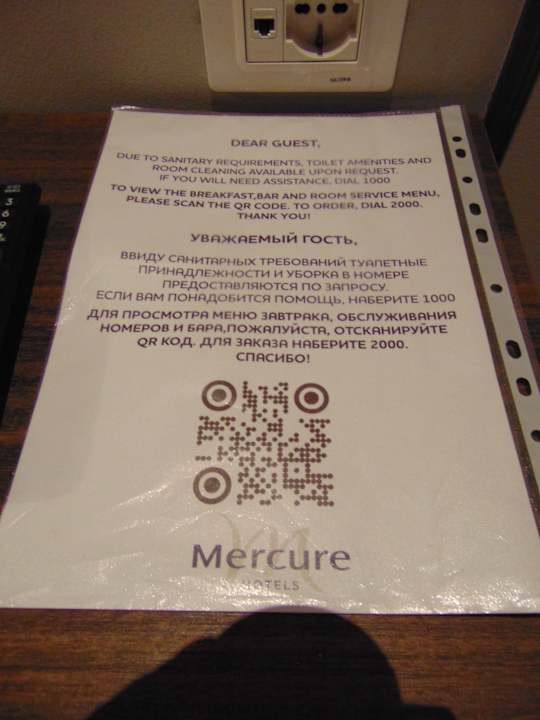 DEAR GUEST,
DUE TO SANITARY REQUIREMENTS, TOILET AMENITIES AND
ROOM CLEANING AVAILABLE UPON REQUEST.
IF YOU WILL NEED ASSISTANCE, DIAL 1000
TO VIEW THE BREAKFAST,BAR AND ROOM SERVICE MENU,
PLEASE SCAN THE QR CODE. TO ORDER, DIAL 2000.
THANK YOU!
УВАЖАЕМЫЙ ГОСТЬ,
ВВИДУ САНИТАРНЫХ ТРЕБОВАНИЙ ТУАЛЕТНЫЕ
ПРИНАДЛЕЖНОСТИ И УБОРКА В НОМЕРЕ
ПРЕДОСТАВЛЯЮТСЯ ПО ЗАПРОСУ.
ЕСЛИ ВАМ ПОНАДОБИТСЯ ПОМОЩЬ, НАБЕРИТЕ 1000
ДЛЯ ПРОСМОТРА МЕНЮ ЗАВТРАКА, ОБСЛУЖИВАНИЯ
НОМЕРОВ И БАРА,ПОЖАЛУЙСТА, ОТСКАНИРУЙТЕ
QR КОД. ДЛЯ ЗАКАЗА НАБЕРИТЕ 2000.
СПАСИБО!
Mercure
HOTELS
3
6
9